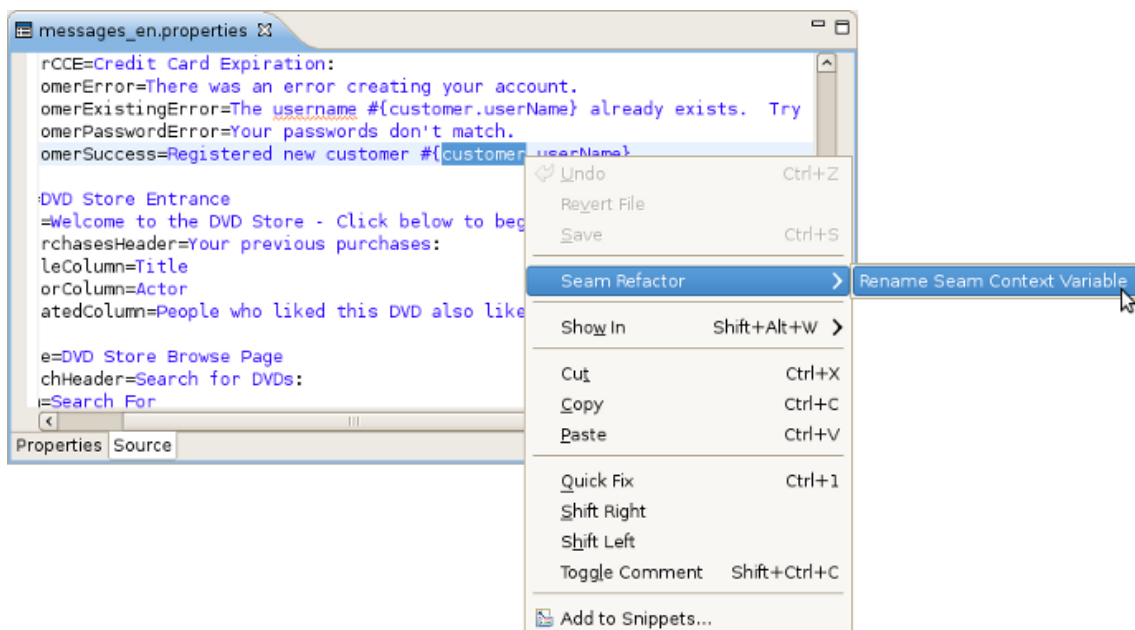 messages_en.properties
rCCE=Credit Card Expiration:
omerError=There was an error creating your account.
omerExistingError=The username #{customer.userName} already exists.  Try
omerPasswordError=Your passwords don't match.
omerSuccess=Registered new customer #{customer.userName}
:DVD Store Entrance
=Welcome to the DVD Store - Click below to beg
rchasesHeader=Your previous purchases:
leColumn=Title
orColumn=Actor
atedColumn=People who liked this DVD also like
e=DVD Store Browse Page
chHeader=Search for DVDs:
=Search For
Properties Source
Undo Ctrl+Z
Revert File
Save Ctrl+S
Seam Refactor
Rename Seam Context Variable
Show In Shift+Alt+W
Cut Ctrl+X
Copy Ctrl+C
Paste Ctrl+V
Quick Fix Ctrl+1
Shift Right
Shift Left
Toggle Comment Shift+Ctrl+C
Add to Snippets...